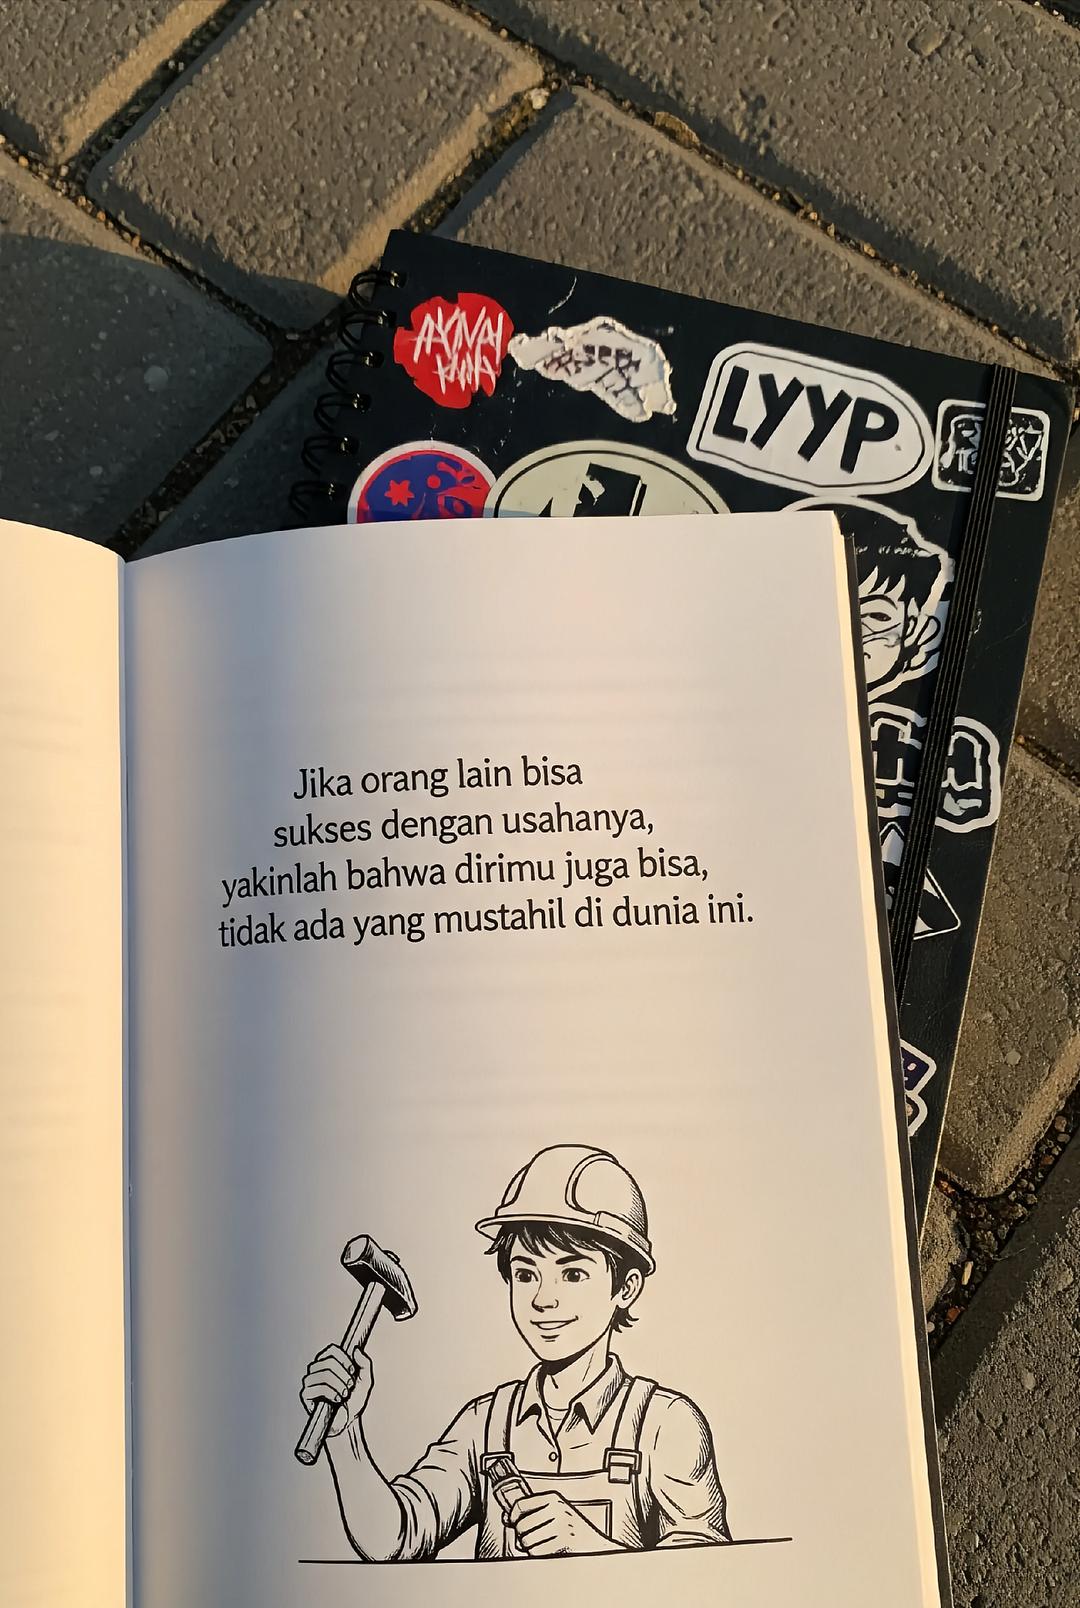 LYYP
Jika orang lain bisa
sukses dengan usahanya,
yakinlah bahwa dirimu juga bisa,
tidak ada yang mustahil di dunia ini.